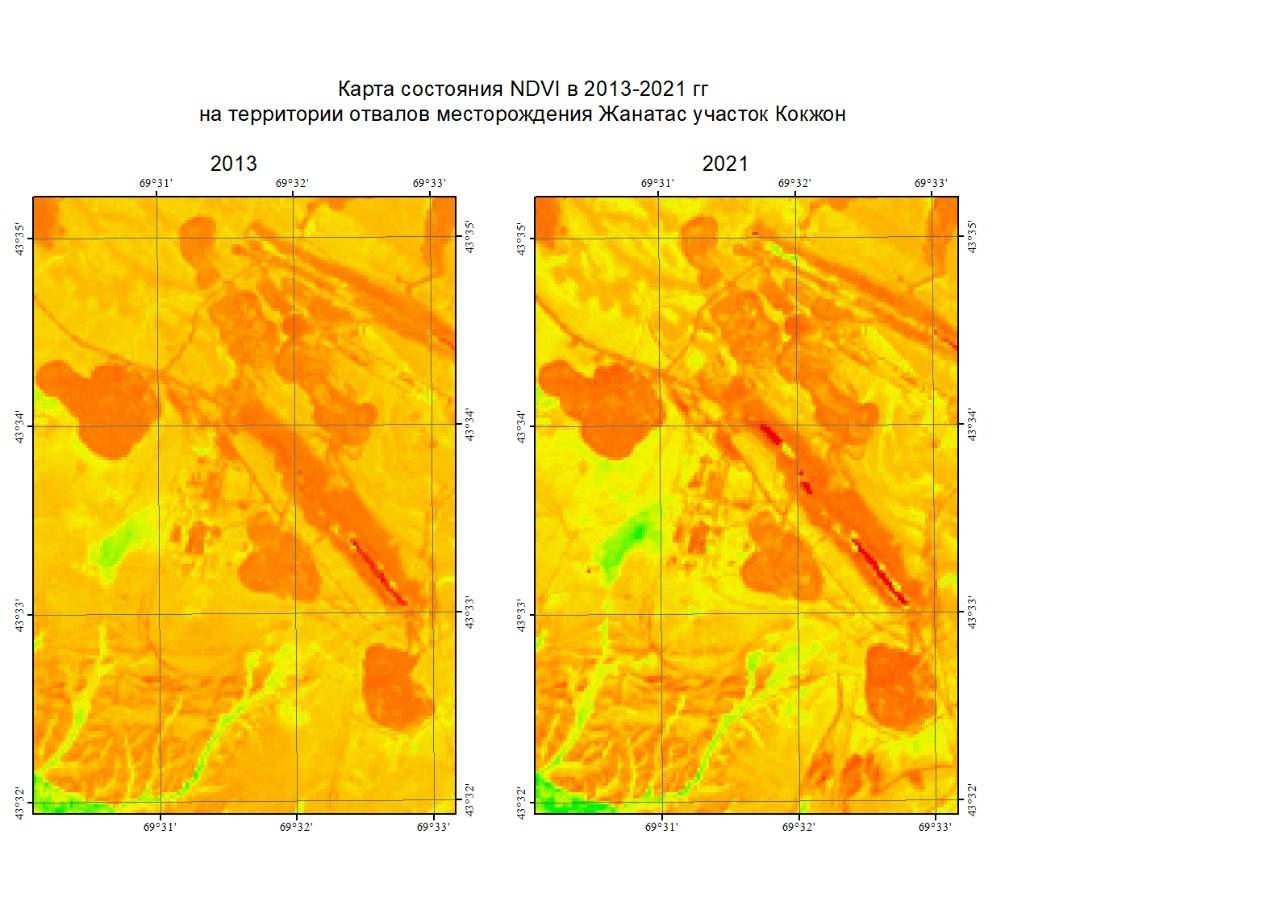 Карта состояния NDVI в 2013-2021 гг
на территории отвалов месторождения Жанатас участок Кокжон
2013
2021
69°31' 69°32' 69°33'
69°31' 69°32' 69°33'
43°35' 43°35' 43°35' 43°35'
43°34' 43°34' 43°34' 43°34'
43°33' 43°33' 43°33' 43°33'
43°32' 43°32' 43°32' 43°32'
69°31' 69°32' 69°33'
69°31' 69°32' 69°33'